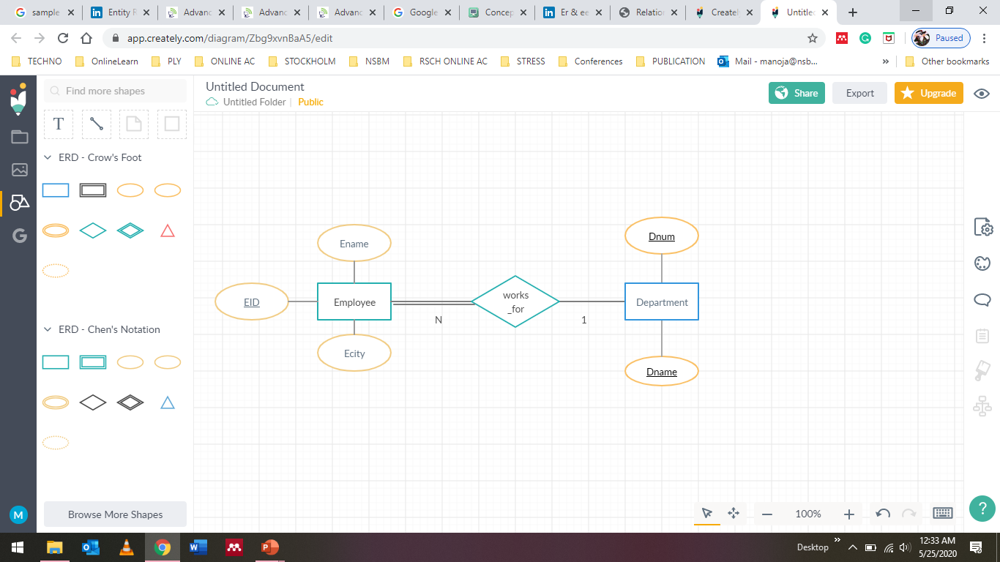 sample
Entity R
Advanc
Advanc
Advanc
Google
Concep
Er & ee
Relation
Createl
Untitled
app.creately.com/diagram/Zbg9xvnBaA5/edit
Paused
TECHNO
OnlineLearn
PLY
ONLINE AC
STOCKHOLM
NSBM
RSCH ONLINE AC
STRESS
Conferences
PUBLICATION
Mail - manoja@nsb...
»
Other bookmarks
Find more shapes
Untitled Document
Untitled Folder | Public
Share
Export
Upgrade
T
ERD - Crow's Foot
ERD - Chen's Notation
Browse More Shapes
G
M
Ename
EID
Employee
Ecity
N
works
_for
1
Dnum
Department
Dname
100%
?
Desktop
»
12:33 AM
5/25/2020